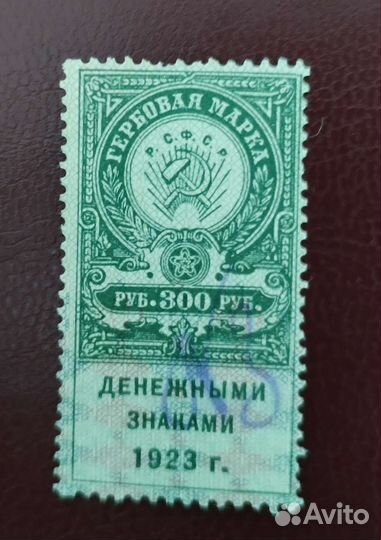 ГЕРБОВАЯ МАРКА
Р.С.Ф.С.Р.
РУБ. 300 РУБ.
ДЕНЕЖНЫМИ
ЗНАКАМИ
1923 г.
Avito